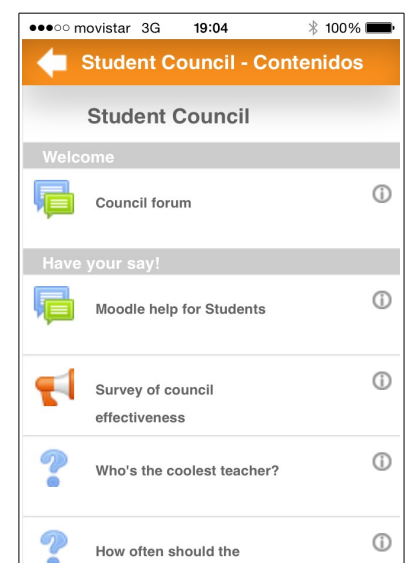 movistar 3G 19:04 100%
Student Council - Contenidos
Student Council
Welcome
Council forum
Have your say!
Moodle help for Students
Survey of council
effectiveness
Who's the coolest teacher?
How often should the